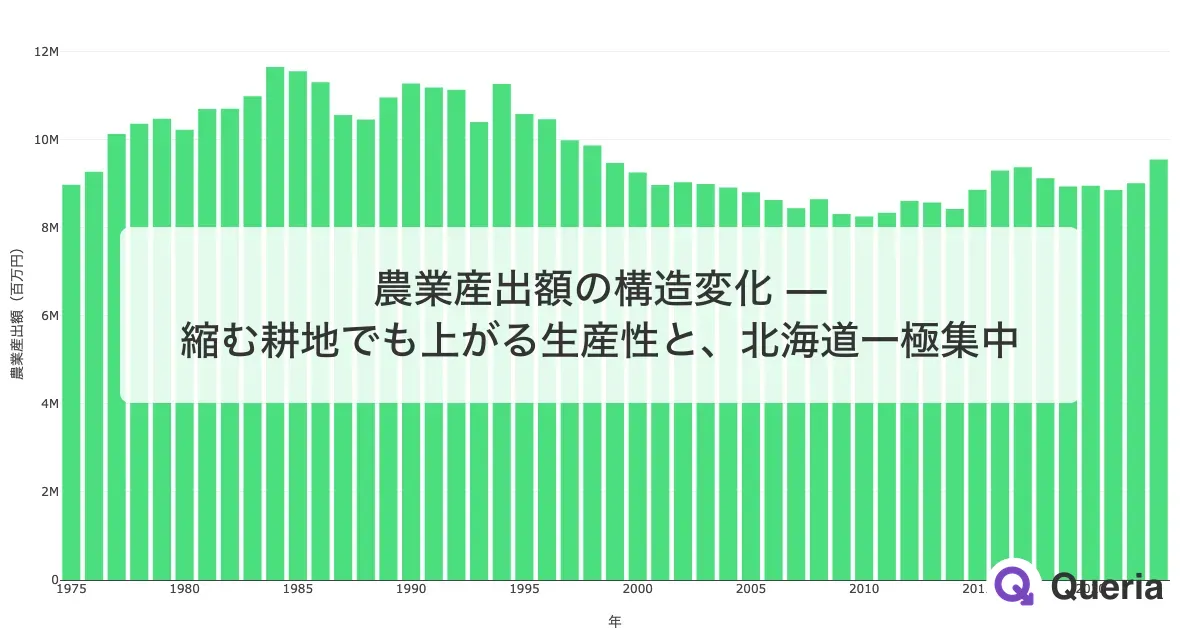 12M
10M
8M
6M
4M
2M
0
農業産出額（百万円）
農業産出額の構造変化 —
縮む耕地でも上がる生産性と、北海道一極集中
1975
1980
1985
1990
1995
2000
2005
2010
年
Queria